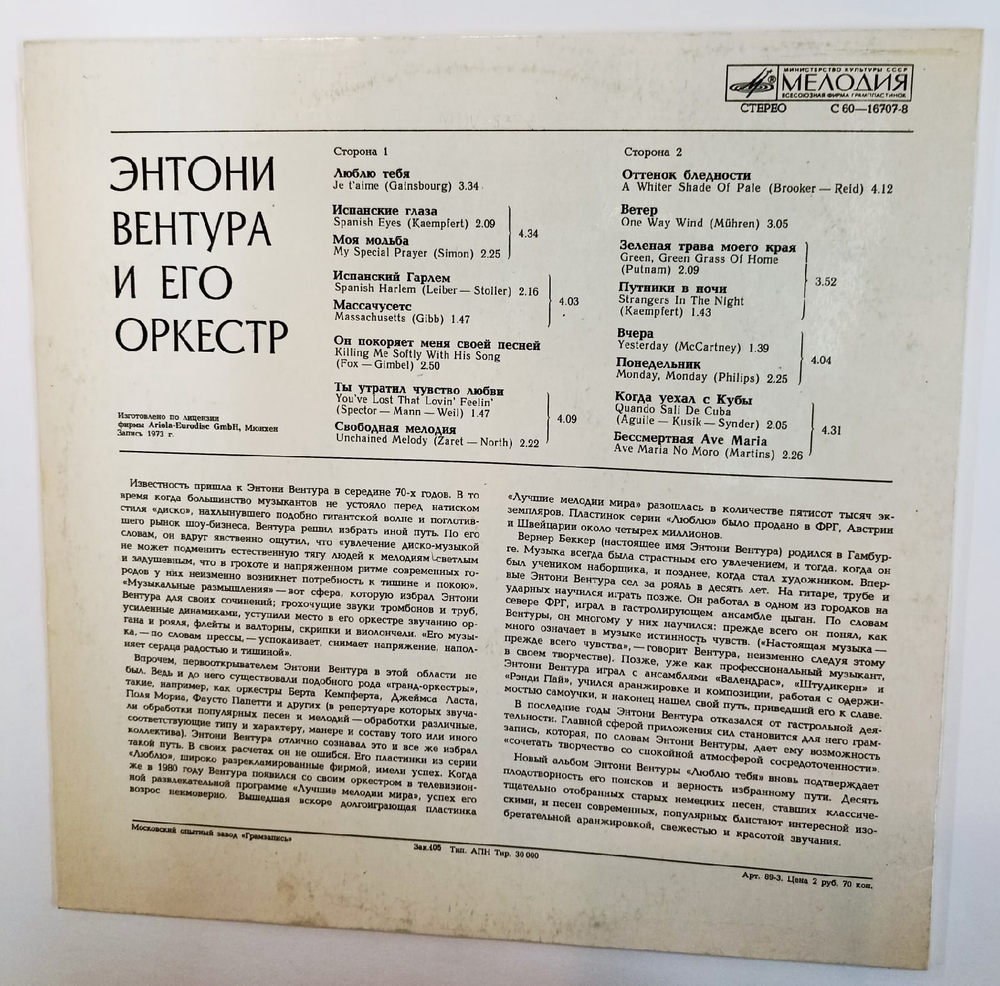 МИНИСТЕРСТВО КУЛЬТУРЫ СССР
МЕЛОДИЯ
ВСЕСОЮЗНАЯ ФИРМА ГРАМПЛАСТИНОК
СТЕРЕО С 60—16707-8
ЭНТОНИ
ВЕНТУРА
И ЕГО
ОРКЕСТР
Изготовлено по лицензии
фирмы Ariola-Eurodisc GmbH, Мюнхен
Запись 1973 г.
Сторона 1
Люблю тебя
Je t'aime (Gainsbourg) 3.34
Испанские глаза
Spanish Eyes (Kaempfert) 2.09
Моя мольба
My Special Prayer (Simon) 2.25
4.34
Испанский Гарлем
Spanish Harlem (Leiber — Stoller) 2.16
Массачусетс
Massachusetts (Gibb) 1.47
4.03
Он покоряет меня своей песней
Killing Me Softly With His Song
(Fox — Gimbel) 2.50
Ты утратил чувство любви
You've Lost That Lovin' Feelin'
(Spector — Mann — Weil) 1.47
Свободная мелодия
Unchained Melody (Zaret — North) 2.22
4.09
Сторона 2
Оттенок бледности
A Whiter Shade Of Pale (Brooker — Reid) 4.12
Ветер
One Way Wind (Mühren) 3.05
Зеленая трава моего края
Green, Green Grass Of Home
(Putnam) 2.09
Путники в ночи
Strangers In The Night
(Kaempfert) 1.43
3.52
Вчера
Yesterday (McCartney) 1.39
Понедельник
Monday, Monday (Philips) 2.25
4.04
Когда уехал с Кубы
Quando Sali De Cuba
(Aguile — Kusik — Synder) 2.05
Бессмертная Ave Maria
Ave Maria No Moro (Martins) 2.26
4.31
Известность пришла к Энтони Вентура в середине 70-х годов. В то
время когда большинство музыкантов не устояло перед натиском
стиля «диско», нахлынувшего подобно гигантской волне и поглотив-
шего рынок шоу-бизнеса, Вентура решил избрать иной путь. По его
словам, он вдруг явственно ощутил, что «увлечение диско-музыкой
не может подменить естественную тягу людей к мелодиям светлым
и задушевным, что в грохоте и напряженном ритме современных го-
родов у них неизменно возникнет потребность к тишине и покою».
«Музыкальные размышления» — вот сфера, которую избрал Энтони
Вентура для своих сочинений; грохочущие звуки тромбонов и труб,
усиленные динамиками, уступили место в его оркестре звучанию ор-
гана и рояля, флейты и валторны, скрипки и виолончели. «Его музы-
ка, — по словам прессы, — успокаивает, снимает напряжение, напол-
няет сердца радостью и тишиной».
Впрочем, первооткрывателем Энтони Вентура в этой области не
был. Ведь и до него существовали подобного рода «гранд-оркестры»,
такие, например, как оркестры Берта Кемпферта, Джеймса Ласта,
Поля Мориа, Фаусто Папетти и других (в репертуаре которых звуча-
ли обработки популярных песен и мелодий — обработки различные,
соответствующие типу и характеру, манере и составу того или иного
коллектива). Энтони Вентура отлично сознавал это и все же избрал
такой путь. В своих расчетах он не ошибся. Его пластинки из серии
«Люблю», широко разрекламированные фирмой, имели успех. Когда
же в 1980 году Вентура появился со своим оркестром в телевизион-
ной развлекательной программе «Лучшие мелодии мира», успех его
возрос неимоверно. Вышедшая вскоре долгоиграющая пластинка
«Лучшие мелодии мира» разошлась в количестве пятисот тысяч эк-
земпляров. Пластинок серии «Люблю» было продано в ФРГ, Австрии
и Швейцарии около четырех миллионов.
Вернер Беккер (настоящее имя Энтони Вентура) родился в Гамбур-
ге. Музыка всегда была страстным его увлечением, и тогда, когда он
был учеником наборщика, и позднее, когда стал художником. Впер-
вые Энтони Вентура сел за рояль в десять лет. На гитаре, трубе и
ударных научился играть позже. Он работал в одном из городков на
севере ФРГ, играл в гастролирующем ансамбле цыган. По словам
Вентуры, он многому у них научился: прежде всего он понял, как
много означает в музыке истинность чувств. («Настоящая музыка —
прежде всего чувства», — говорит Вентура, неизменно следуя этому
в своем творчестве). Позже, уже как профессиональный музыкант,
Энтони Вентура играл с ансамблями «Валендрас», «Штудикерн» и
«Рэнди Пай», учился аранжировке и композиции, работая с одержи-
мостью самоучки, и наконец нашел свой путь, приведший его к славе.
В последние годы Энтони Вентура отказался от гастрольной дея-
тельности. Главной сферой приложения сил становится для него грам-
запись, которая, по словам Энтони Вентуры, дает ему возможность
«сочетать творчество со спокойной атмосферой сосредоточенности».
Новый альбом Энтони Вентуры «Люблю тебя» вновь подтверждает
плодотворность его поисков и верность избранному пути. Десять
тщательно отобранных старых немецких песен, ставших классиче-
скими, и песен современных, популярных блистают интересной изо-
бретательной аранжировкой, свежестью и красотой звучания.
Московский опытный завод «Грамзапись»
Зак.405 Тип. АПН Тир. 30 000
Арт. 69-3. Цена 2 руб. 70 коп.